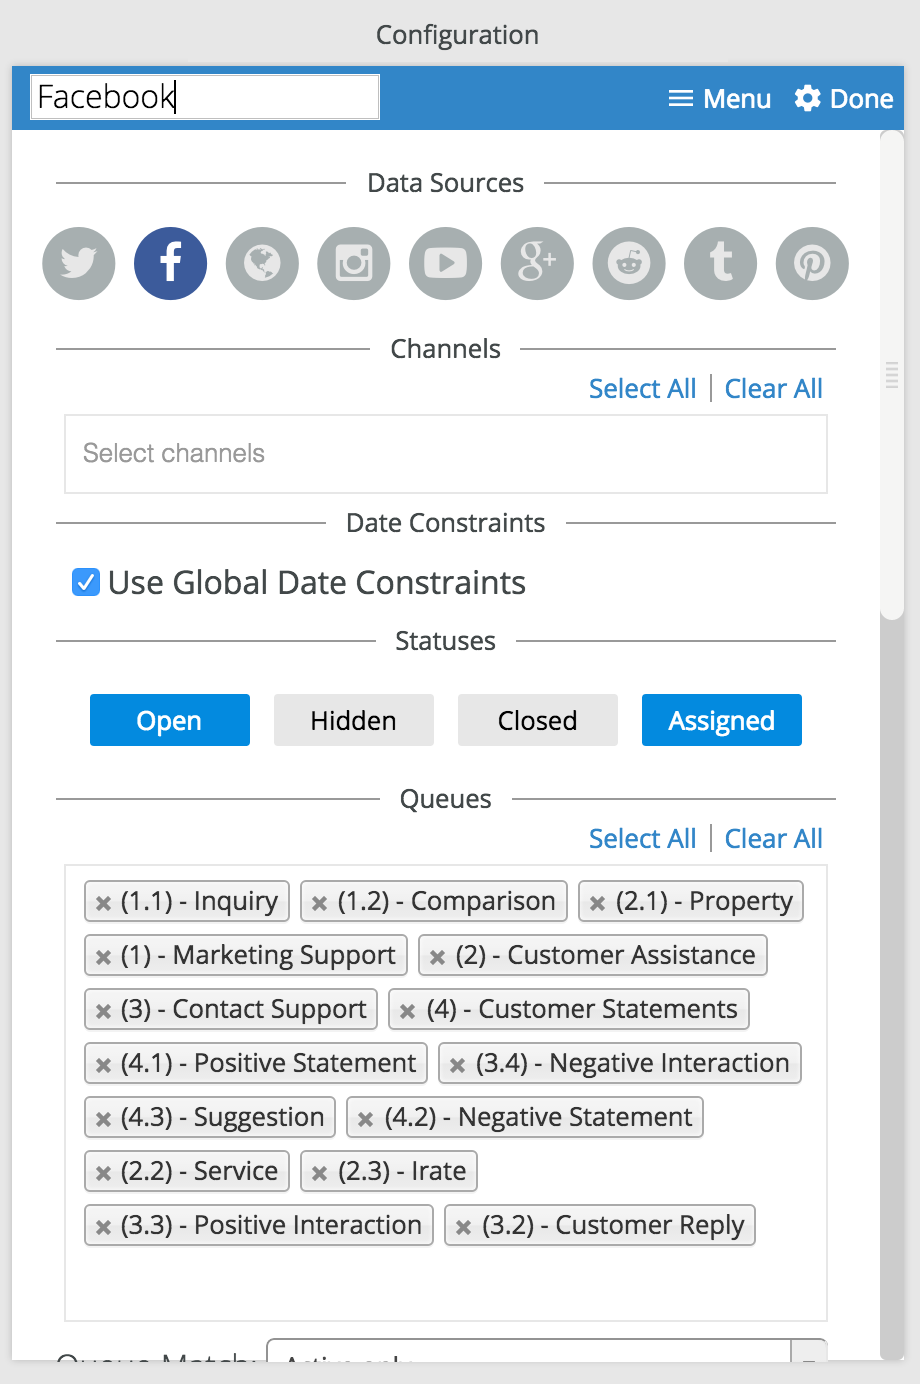 Configuration
Facebook
Menu Done
Data Sources
Channels
Select All | Clear All
Select channels
Date Constraints
Use Global Date Constraints
Statuses
Open Hidden Closed Assigned
Queues
Select All | Clear All
× (1.1) - Inquiry × (1.2) - Comparison × (2.1) - Property
× (1) - Marketing Support × (2) - Customer Assistance
× (3) - Contact Support × (4) - Customer Statements
× (4.1) - Positive Statement × (3.4) - Negative Interaction
× (4.3) - Suggestion × (4.2) - Negative Statement
× (2.2) - Service × (2.3) - Irate
× (3.3) - Positive Interaction × (3.2) - Customer Reply
Queue Match: Active only